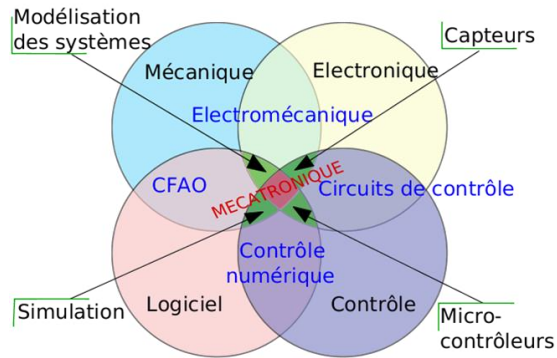 Modélisation
des systèmes
Capteurs
Mécanique
Electronique
Electromécanique
CFAO
MECATRONIQUE
Circuits de contrôle
Contrôle
numérique
Simulation
Logiciel
Contrôle
Micro-
contrôleurs